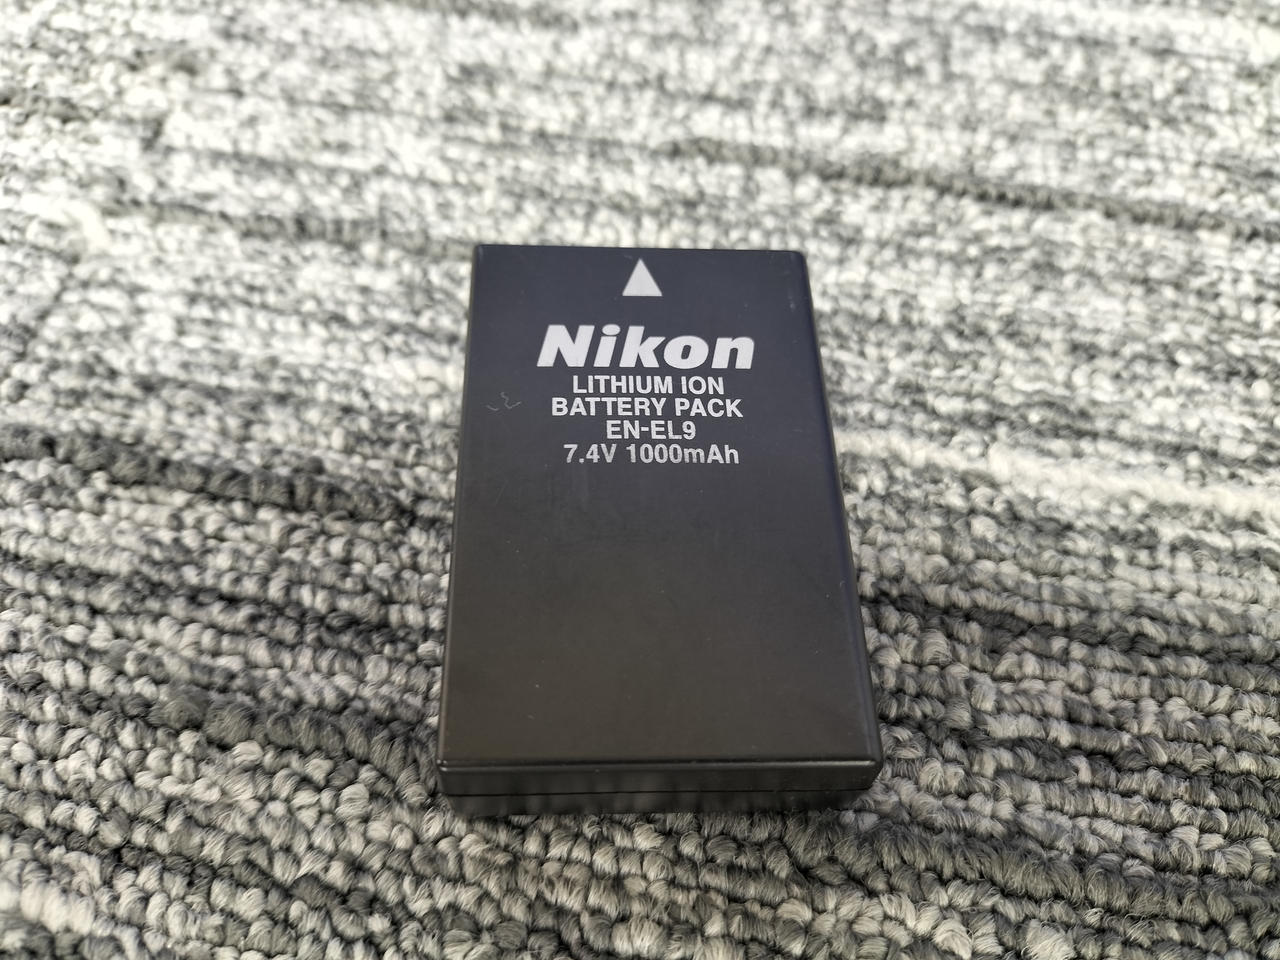 Nikon
LITHIUM ION
BATTERY PACK
EN-EL9
7.4V 1000mAh